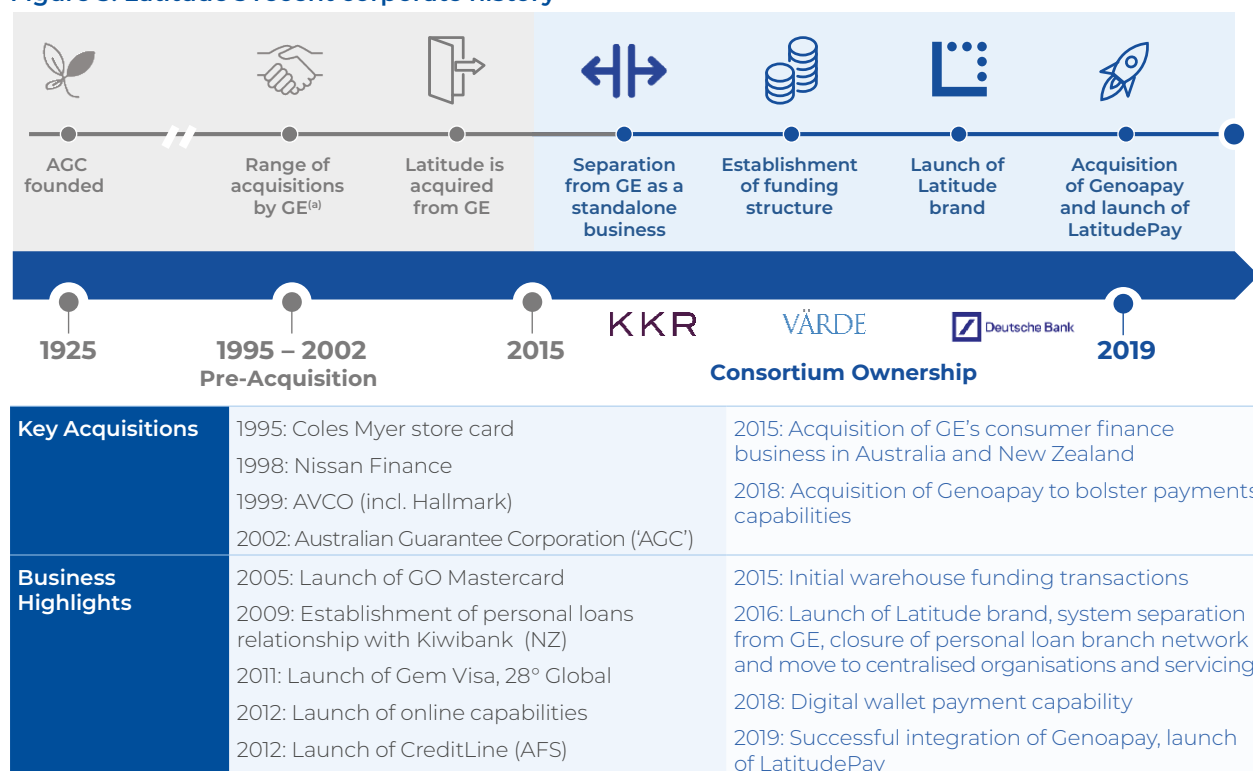 AGC
founded
Range of
acquisitions
by GE(a)
Latitude is
acquired
from GE
Separation
from GE as a
standalone
business
Establishment
of funding
structure
Launch of
Latitude
brand
Acquisition
of Genoapay
and launch of
LatitudePay
1925
1995 – 2002
Pre-Acquisition
2015
KKR
VÄRDE
Deutsche Bank
Consortium Ownership
2019
Key Acquisitions
1995: Coles Myer store card
1998: Nissan Finance
1999: AVCO (incl. Hallmark)
2002: Australian Guarantee Corporation (‘AGC’)
2015: Acquisition of GE’s consumer finance
business in Australia and New Zealand
2018: Acquisition of Genoapay to bolster payments
capabilities
Business
Highlights
2005: Launch of GO Mastercard
2009: Establishment of personal loans
relationship with Kiwibank (NZ)
2011: Launch of Gem Visa, 28° Global
2012: Launch of online capabilities
2012: Launch of CreditLine (AFS)
2015: Initial warehouse funding transactions
2016: Launch of Latitude brand, system separation
from GE, closure of personal loan branch network
and move to centralised organisations and servicing
2018: Digital wallet payment capability
2019: Successful integration of Genoapay, launch
of LatitudePay